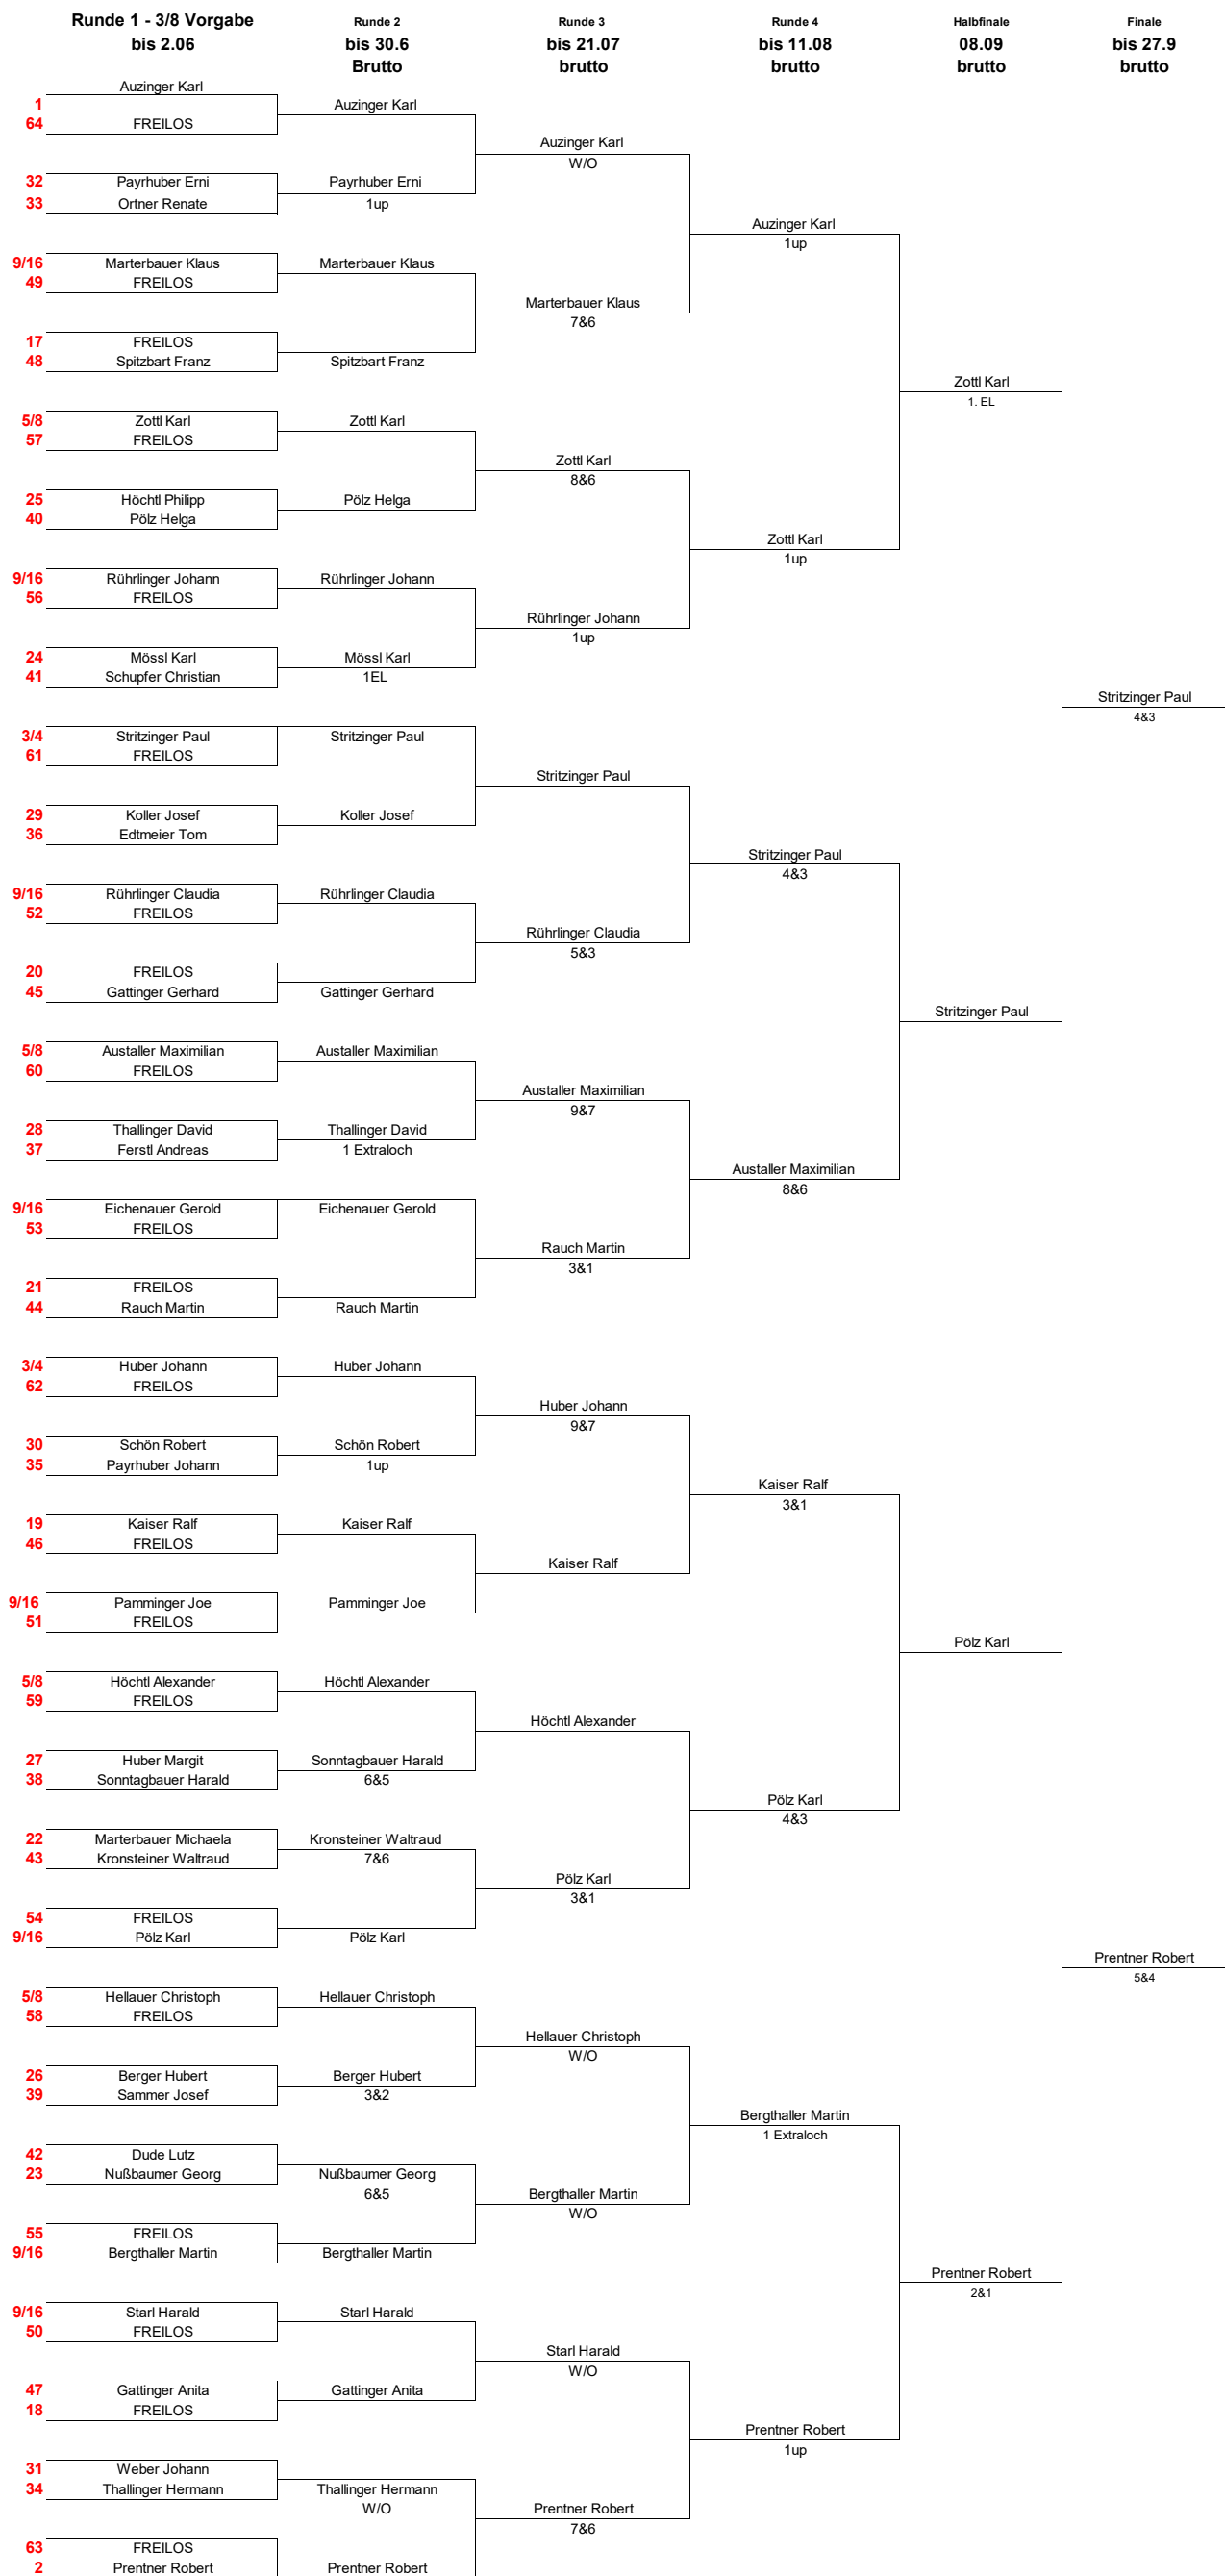 Runde 1 - 3/8 Vorgabe Runde 2 Runde 3 Runde 4 Halbfinale Finale
bis 2.06 bis 30.6 bis 21.07 bis 11.08 08.09 bis 27.9
Brutto brutto brutto brutto brutto
Auzinger Karl
1 Auzinger Karl
64 FREILOS
Auzinger Karl
W/O
32 Payrhuber Erni Payrhuber Erni
33 Ortner Renate 1up
Auzinger Karl
1up
9/16 Marterbauer Klaus Marterbauer Klaus
49 FREILOS
Marterbauer Klaus
7&6
17 FREILOS
48 Spitzbart Franz Spitzbart Franz
Zottl Karl
1. EL
5/8 Zottl Karl Zottl Karl
57 FREILOS
Zottl Karl
8&6
25 Höchtl Philipp Pölz Helga
40 Pölz Helga
Zottl Karl
1up
9/16 Rührlinger Johann Rührlinger Johann
56 FREILOS
Rührlinger Johann
1up
24 Mössl Karl Mössl Karl
41 Schupfer Christian 1EL
Stritzinger Paul
4&3
3/4 Stritzinger Paul Stritzinger Paul
61 FREILOS
Stritzinger Paul
29 Koller Josef Koller Josef
36 Edtmeier Tom
Stritzinger Paul
4&3
9/16 Rührlinger Claudia Rührlinger Claudia
52 FREILOS
Rührlinger Claudia
5&3
20 FREILOS
45 Gattinger Gerhard Gattinger Gerhard
Stritzinger Paul
5/8 Austaller Maximilian Austaller Maximilian
60 FREILOS
Austaller Maximilian
9&7
28 Thallinger David Thallinger David
37 Ferstl Andreas 1 Extraloch
Austaller Maximilian
8&6
9/16 Eichenauer Gerold Eichenauer Gerold
53 FREILOS
Rauch Martin
3&1
21 FREILOS
44 Rauch Martin Rauch Martin
3/4 Huber Johann Huber Johann
62 FREILOS
Huber Johann
9&7
30 Schön Robert Schön Robert
35 Payrhuber Johann 1up
Kaiser Ralf
3&1
19 Kaiser Ralf Kaiser Ralf
46 FREILOS
Kaiser Ralf
9/16 Pamminger Joe Pamminger Joe
51 FREILOS
Pölz Karl
5/8 Höchtl Alexander Höchtl Alexander
59 FREILOS
Höchtl Alexander
27 Huber Margit Sonntagbauer Harald
38 Sonntagbauer Harald 6&5
Pölz Karl
4&3
22 Marterbauer Michaela Kronsteiner Waltraud
43 Kronsteiner Waltraud 7&6
Pölz Karl
3&1
54 FREILOS
9/16 Pölz Karl Pölz Karl
Prentner Robert
5&4
5/8 Hellauer Christoph Hellauer Christoph
58 FREILOS
Hellauer Christoph
W/O
26 Berger Hubert Berger Hubert
39 Sammer Josef 3&2
Bergthaller Martin
1 Extraloch
42 Dude Lutz
23 Nußbaumer Georg Nußbaumer Georg
6&5 Bergthaller Martin
W/O
55 FREILOS
9/16 Bergthaller Martin Bergthaller Martin
Prentner Robert
2&1
9/16 Starl Harald Starl Harald
50 FREILOS
Starl Harald
W/O
47 Gattinger Anita Gattinger Anita
18 FREILOS
Prentner Robert
1up
31 Weber Johann
34 Thallinger Hermann Thallinger Hermann
W/O Prentner Robert
7&6
63 FREILOS
2 Prentner Robert Prentner Robert